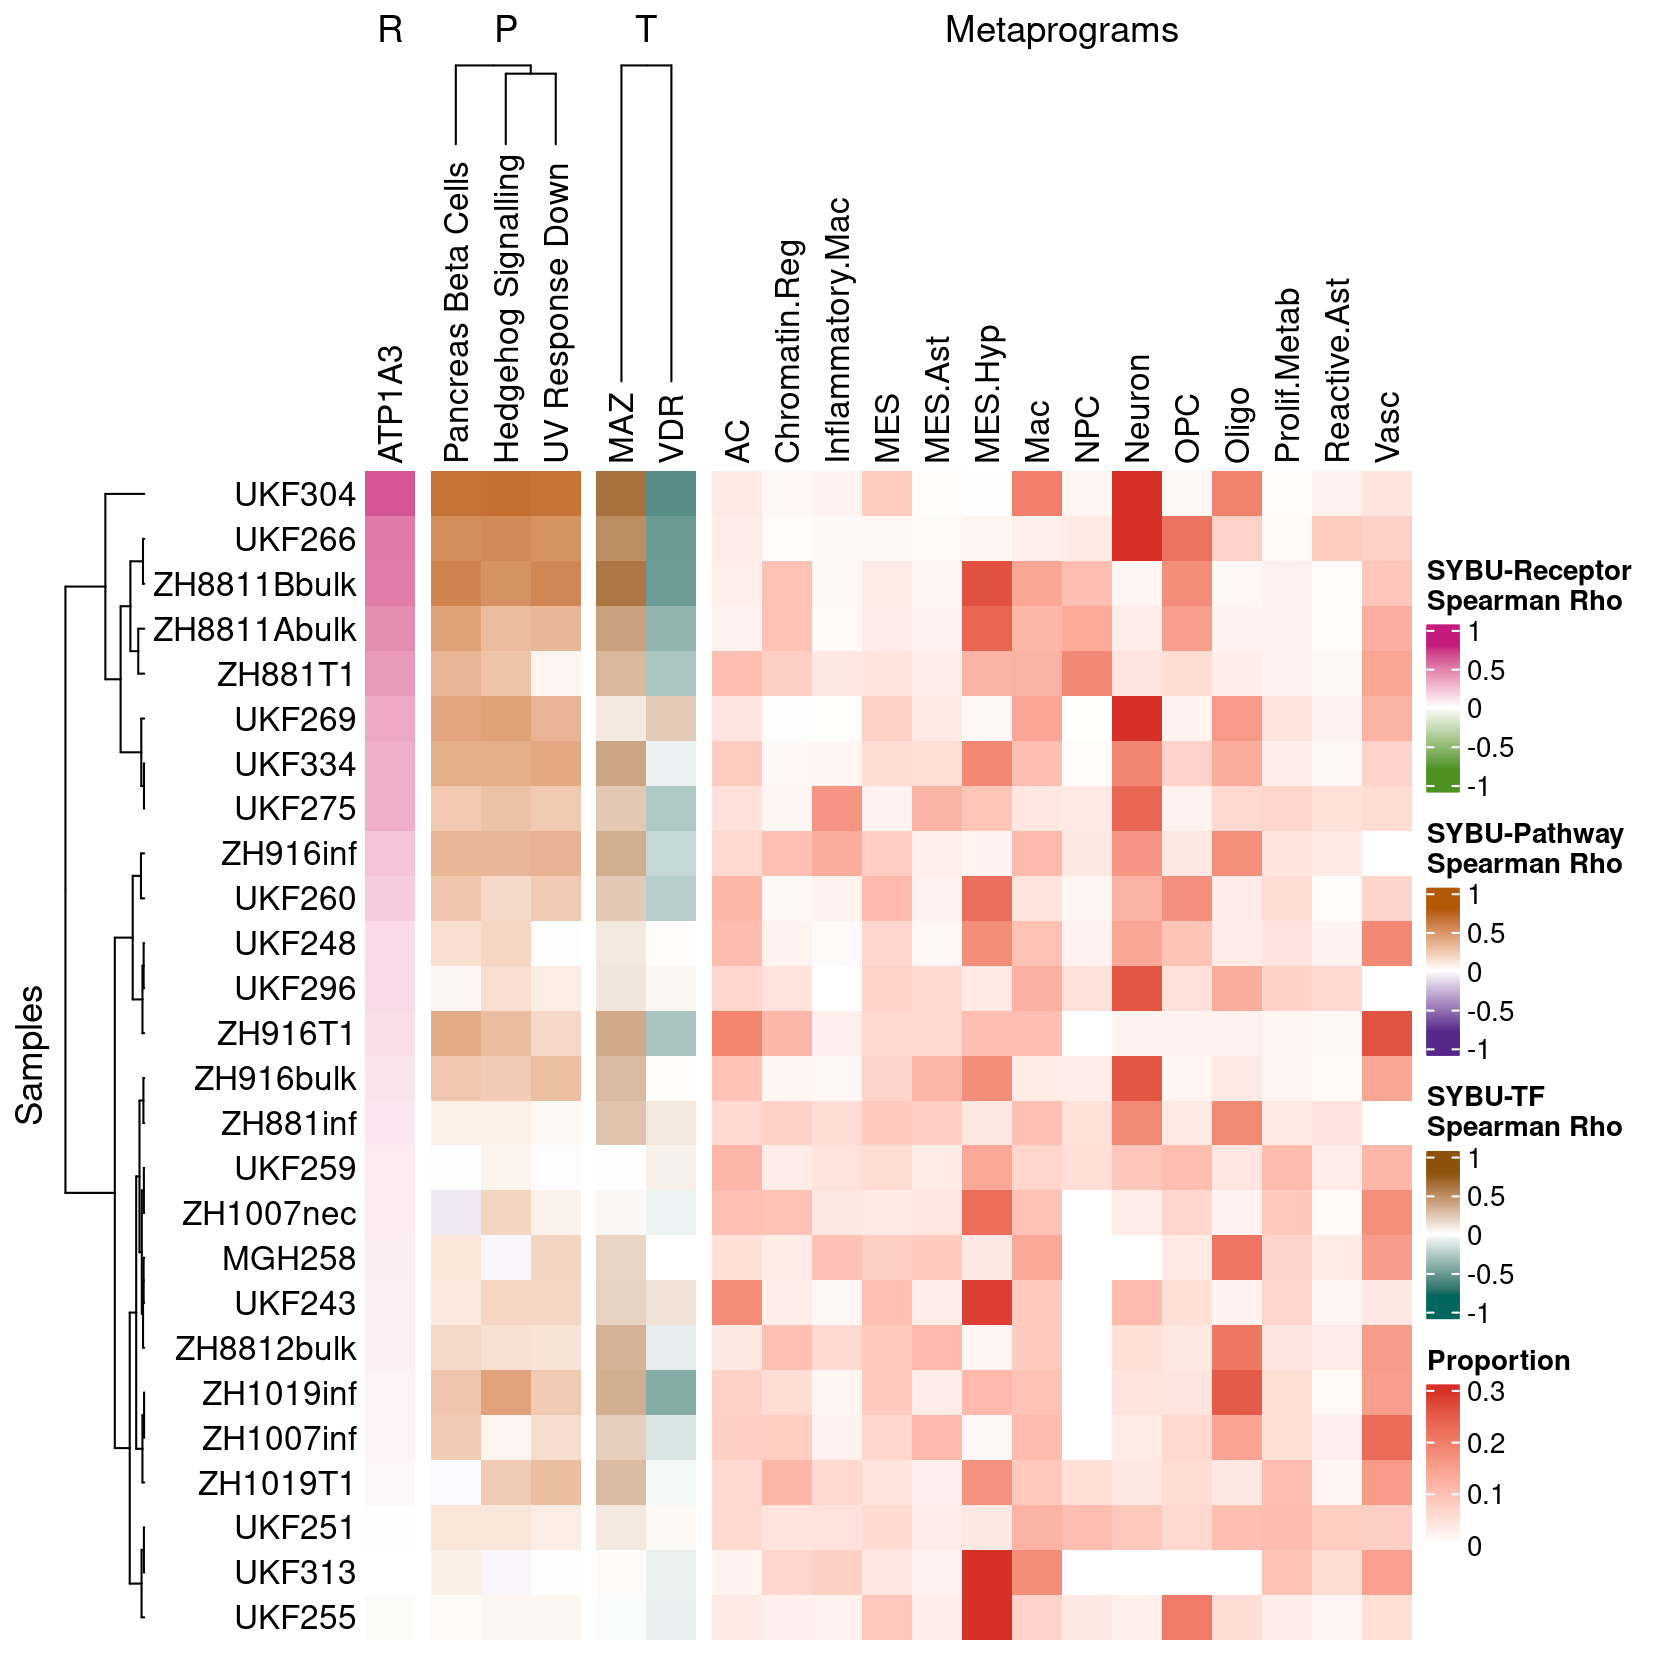 R P T Metaprograms
ATP1A3
Pancreas Beta Cells
Hedgehog Signalling
UV Response Down
MAZ
VDR
AC
Chromatin.Reg
Inflammatory.Mac
MES
MES.Ast
MES.Hyp
Mac
NPC
Neuron
OPC
Oligo
Prolif.Metab
Reactive.Ast
Vasc
Samples
UKF304
UKF266
ZH8811Bbulk
ZH8811Abulk
ZH881T1
UKF269
UKF334
UKF275
ZH916inf
UKF260
UKF248
UKF296
ZH916T1
ZH916bulk
ZH881inf
UKF259
ZH1007nec
MGH258
UKF243
ZH8812bulk
ZH1019inf
ZH1007inf
ZH1019T1
UKF251
UKF313
UKF255
SYBU-Receptor
Spearman Rho
1
0.5
0
-0.5
-1
SYBU-Pathway
Spearman Rho
1
0.5
0
-0.5
-1
SYBU-TF
Spearman Rho
1
0.5
0
-0.5
-1
Proportion
0.3
0.2
0.1
0